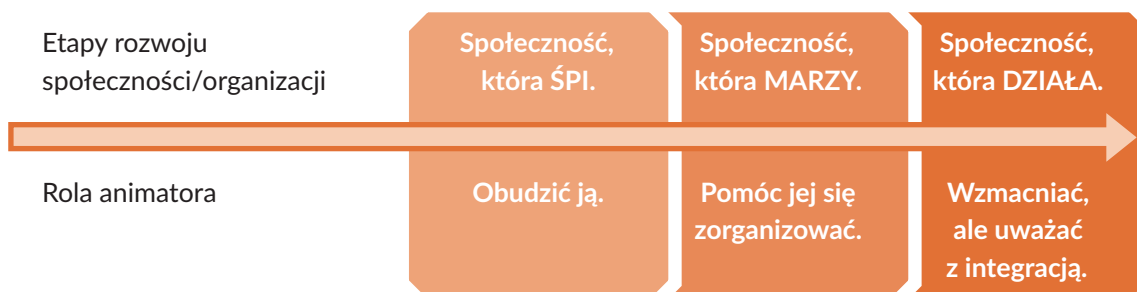 Etapy rozwoju
społeczności/organizacji
Społeczność,
która ŚPI.
Społeczność,
która MARZY.
Społeczność,
która DZIAŁA.
Rola animatora
Obudzić ją.
Pomóc jej się
zorganizować.
Wzmacniać,
ale uważać
z integracją.